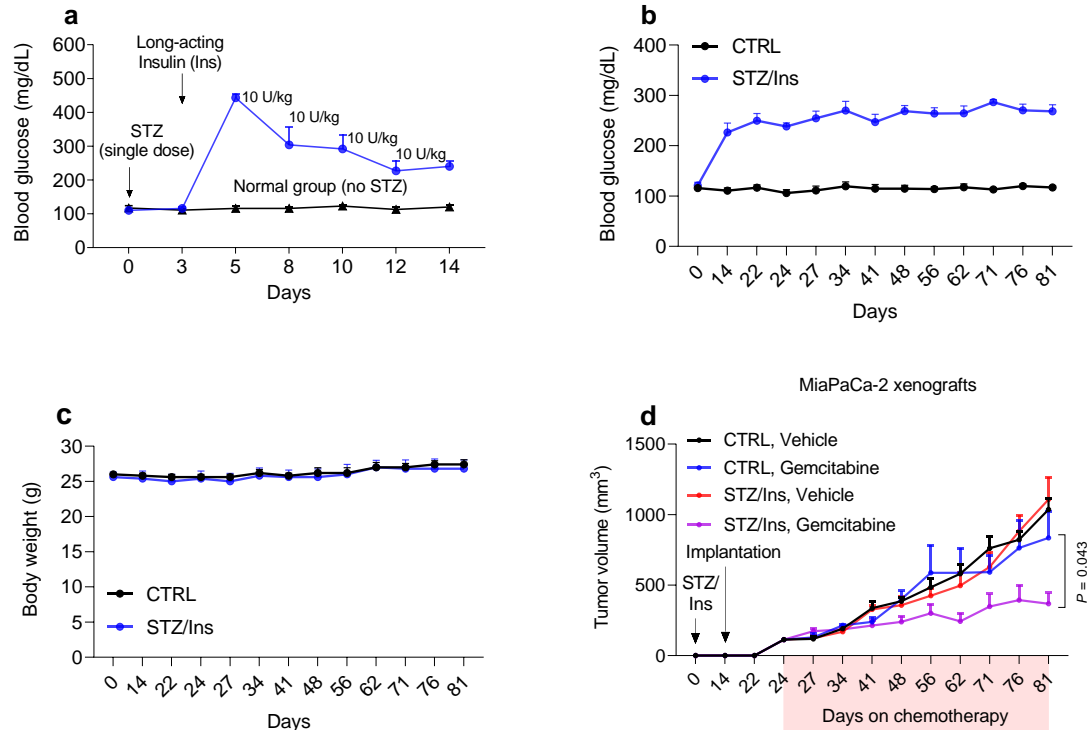 a
Blood glucose (mg/dL)
600
500
400
300
200
100
0
Long-acting
Insulin (Ins)
STZ
(single dose)
10 U/kg
10 U/kg
10 U/kg
10 U/kg
Normal group (no STZ)
0 3 5 8 10 12 14
Days
b
Blood glucose (mg/dL)
400
300
200
100
0
CTRL
STZ/Ins
0 14 22 24 27 34 41 48 56 62 71 76 81
Days
c
Body weight (g)
30
25
20
15
10
5
0
CTRL
STZ/Ins
0 14 22 24 27 34 41 48 56 62 71 76 81
Days
MiaPaCa-2 xenografts
d
Tumor volume (mm³)
1500
1000
500
0
CTRL, Vehicle
CTRL, Gemcitabine
STZ/Ins, Vehicle
STZ/Ins, Gemcitabine
Implantation
STZ/
Ins
P = 0.043
0 14 22 24 27 34 41 48 56 62 71 76 81
Days on chemotherapy